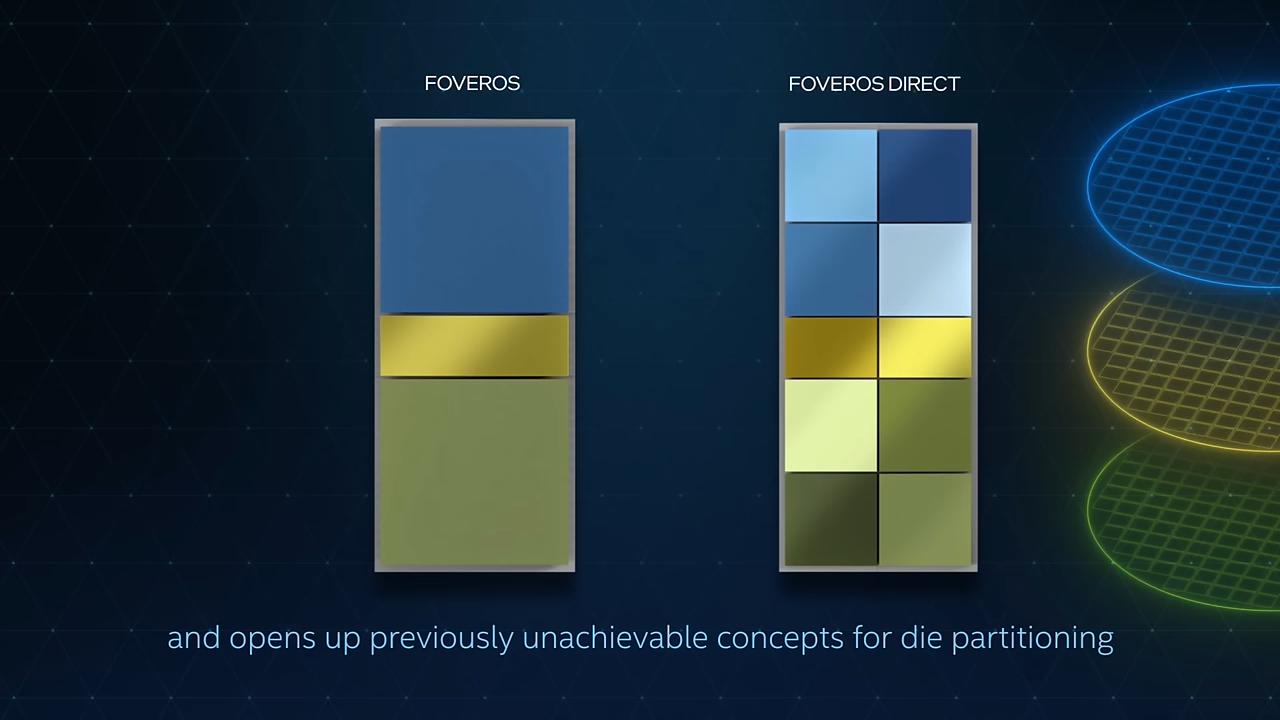 FOVEROS
FOVEROS DIRECT
and opens up previously unachievable concepts for die partitioning